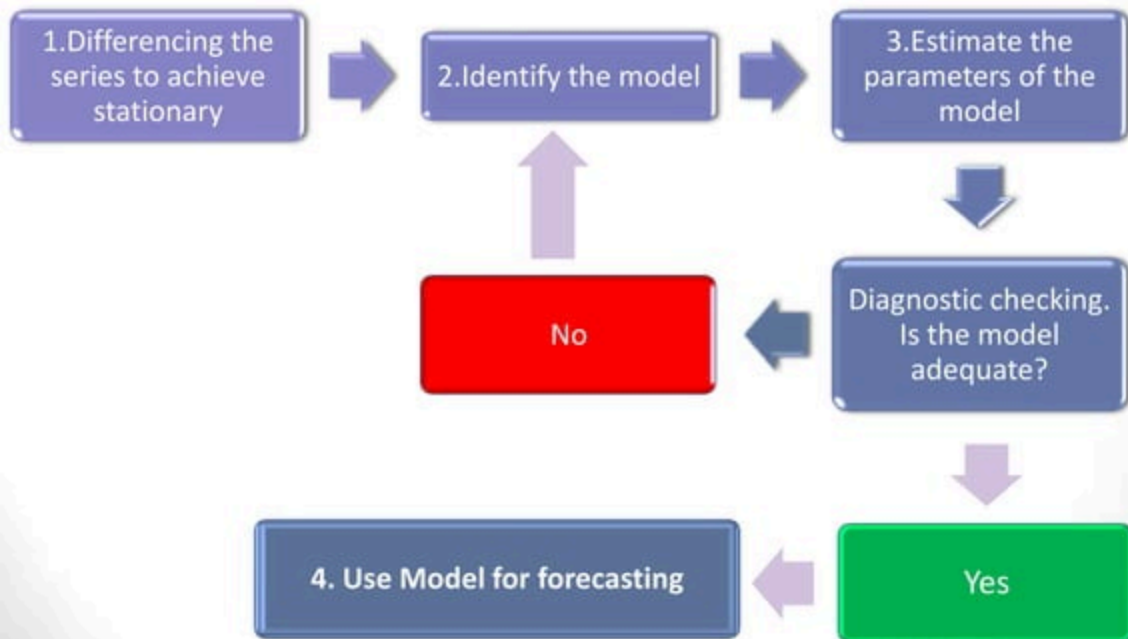 1.Differencing the
series to achieve
stationary
2.Identify the model
3.Estimate the
parameters of the
model
Diagnostic checking.
Is the model
adequate?
No
Yes
4. Use Model for forecasting